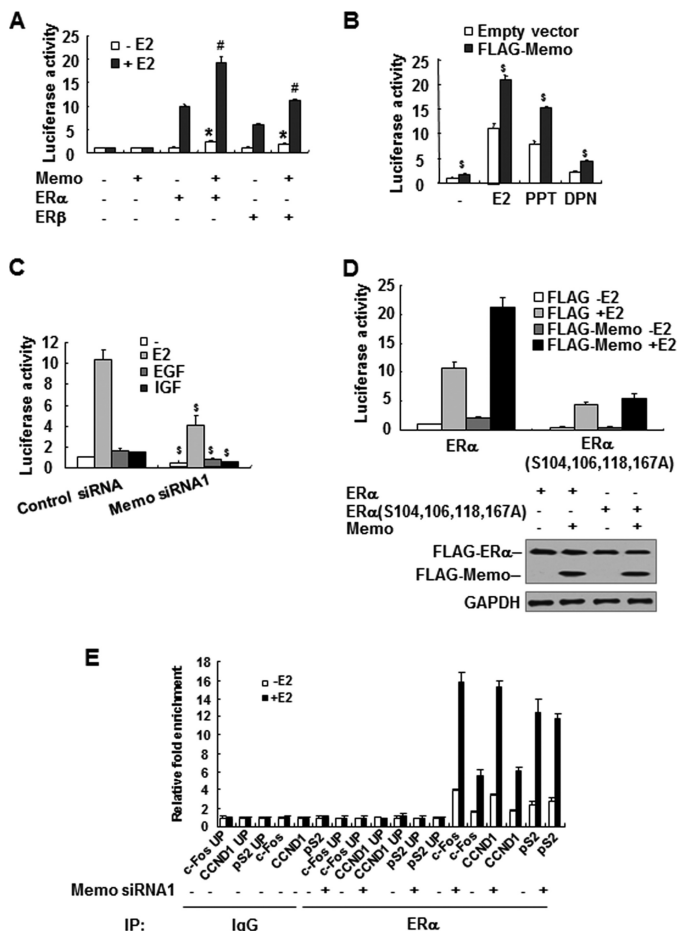 A
- E2
+ E2
Luciferase activity
25
20
15
10
5
0
#
*
#
*
Memo - + - + - +
ERα - - + + - -
ERβ - - - - + +
B
Empty vector
FLAG-Memo
Luciferase activity
25
20
15
10
5
0
$
$
$
$
- E2 PPT DPN
C
-
E2
EGF
IGF
Luciferase activity
12
10
8
6
4
2
0
$
$
$
$
Control siRNA
Memo siRNA1
D
FLAG -E2
FLAG +E2
FLAG-Memo -E2
FLAG-Memo +E2
Luciferase activity
25
20
15
10
5
0
ERα
ERα
(S104,106,118,167A)
ERα + + - -
ERα(S104,106,118,167A) - - + +
Memo - + - +
FLAG-ERα–
FLAG-Memo–
GAPDH
E
-E2
+E2
Relative fold enrichment
18
16
14
12
10
8
6
4
2
0
c-Fos UP
CCND1 UP
pS2 UP
c-Fos
CCND1
pS2
c-Fos UP
c-Fos UP
CCND1 UP
CCND1 UP
pS2 UP
pS2 UP
c-Fos
c-Fos
CCND1
CCND1
pS2
pS2
Memo siRNA1 - - - - - + - + - - + - + - + - - +
IP: IgG ERα